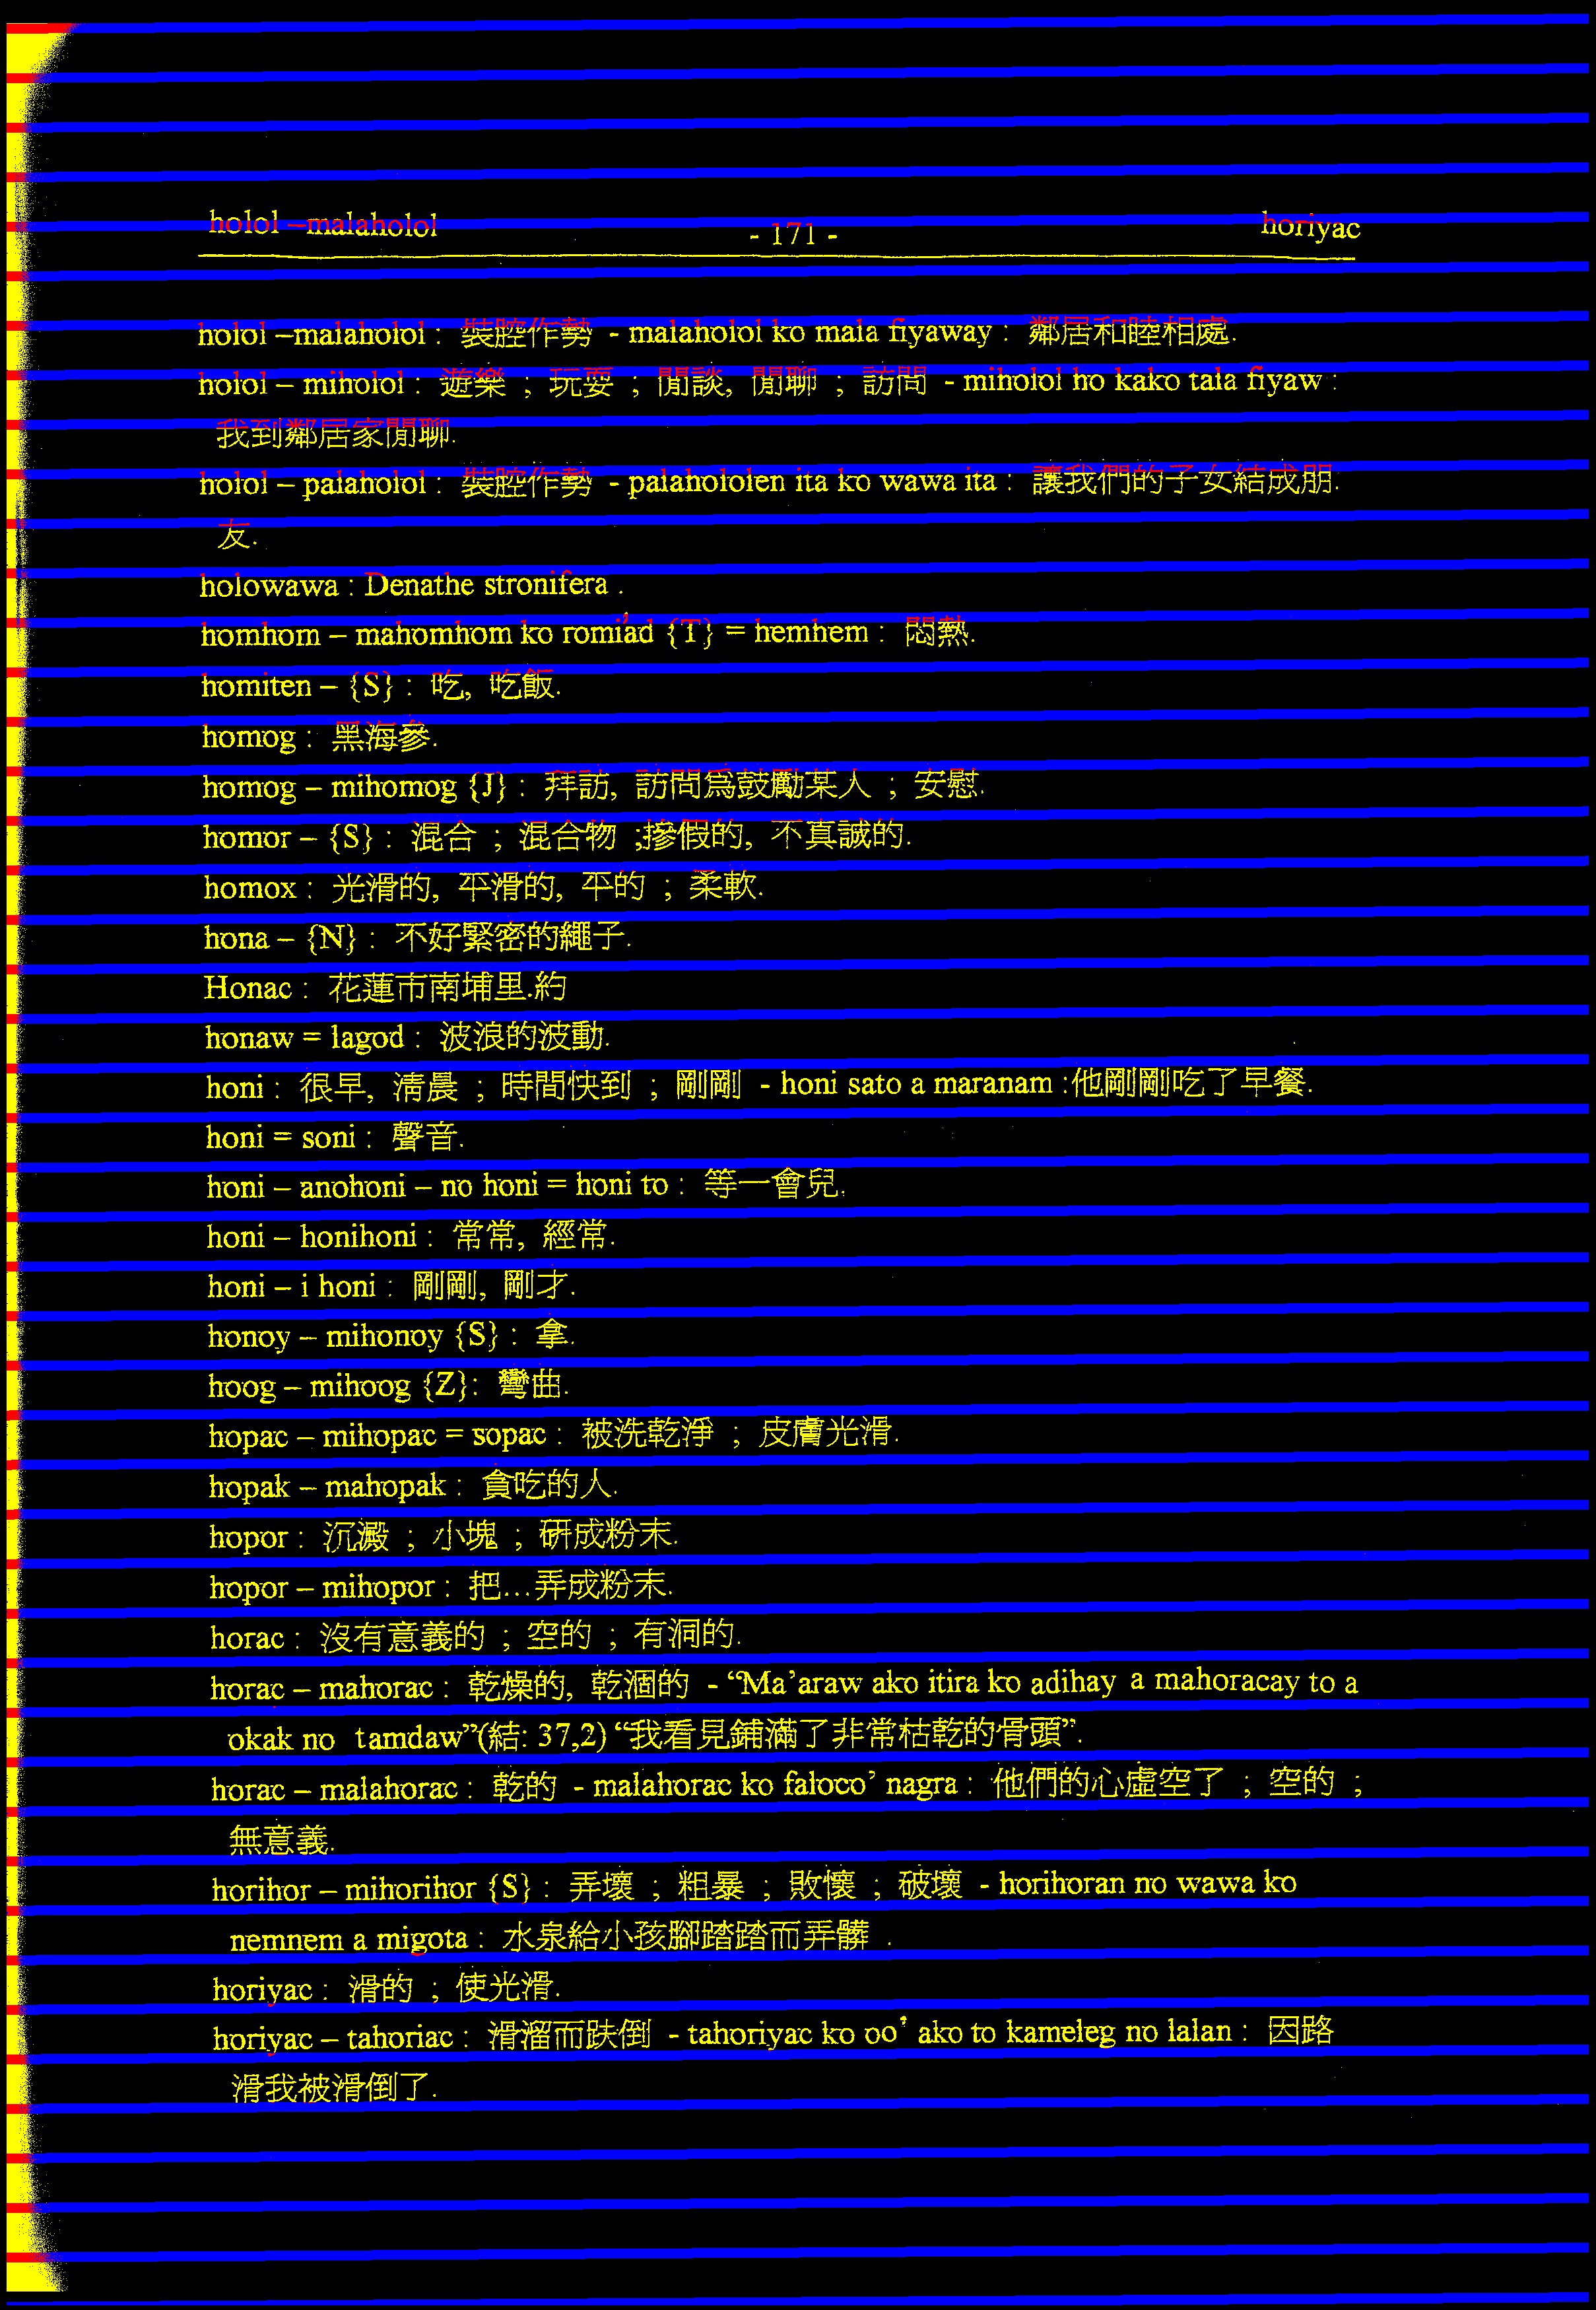 holol –malaholol - 171 - horiyac
holol –malaholol : 裝腔作勢 - malaholol ko mala fiyaway : 鄰居和睦相處.
holol – miholol : 遊樂 ; 玩耍 ; 閒談, 閒聊 ; 訪問 - miholol ho kako tala fiyaw :
我到鄰居家閒聊.
holol – palaholol : 裝腔作勢 - palahololen ita ko wawa ita : 讓我們的子女結成朋.
友.
holowawa : Denathe stronifera .
homhom – mahomhom ko romi'ad {T} = hemhem : 悶熱.
homiten – {S} : 吃, 吃飯.
homog : 黑海參.
homog – mihomog {J} : 拜訪, 訪問爲鼓勵某人 ; 安慰.
homor – {S} : 混合 ; 混合物 ;摻假的, 不真誠的.
homox : 光滑的, 平滑的, 平的 ; 柔軟.
hona – {N} : 不好緊密的繩子.
Honac : 花蓮市南埔里.約
honaw = lagod : 波浪的波動.
honi : 很早, 清晨 ; 時間快到 ; 剛剛 - honi sato a maranam :他剛剛吃了早餐.
honi = soni : 聲音.
honi – anohoni – no honi = honi to : 等一會兒.
honi – honihoni : 常常, 經常.
honi – i honi : 剛剛, 剛才.
honoy – mihonoy {S} : 拿.
hoog – mihoog {Z}: 彎曲.
hopac – mihopac = sopac : 被洗乾淨 ; 皮膚光滑.
hopak – mahopak : 貪吃的人.
hopor : 沉澱 ; 小塊 ; 研成粉末.
hopor – mihopor : 把…弄成粉末.
horac : 沒有意義的 ; 空的 ; 有洞的.
horac – mahorac : 乾燥的, 乾涸的 - “Ma’araw ako itira ko adihay a mahoracay to a
okak no tamdaw”(結: 37,2) “我看見鋪滿了非常枯乾的骨頭”.
horac – malahorac : 乾的 - malahorac ko faloco’ nagra : 他們的心虛空了 ; 空的 ;
無意義.
horihor – mihorihor {S} : 弄壞 ; 粗暴 ; 敗懷 ; 破壞 - horihoran no wawa ko
nemnem a migota : 水泉給小孩腳踏踏而弄髒 .
horiyac : 滑的 ; 使光滑.
horiyac – tahoriac : 滑溜而趺倒 - tahoriyac ko oo’ ako to kameleg no lalan : 因路
滑我被滑倒了.